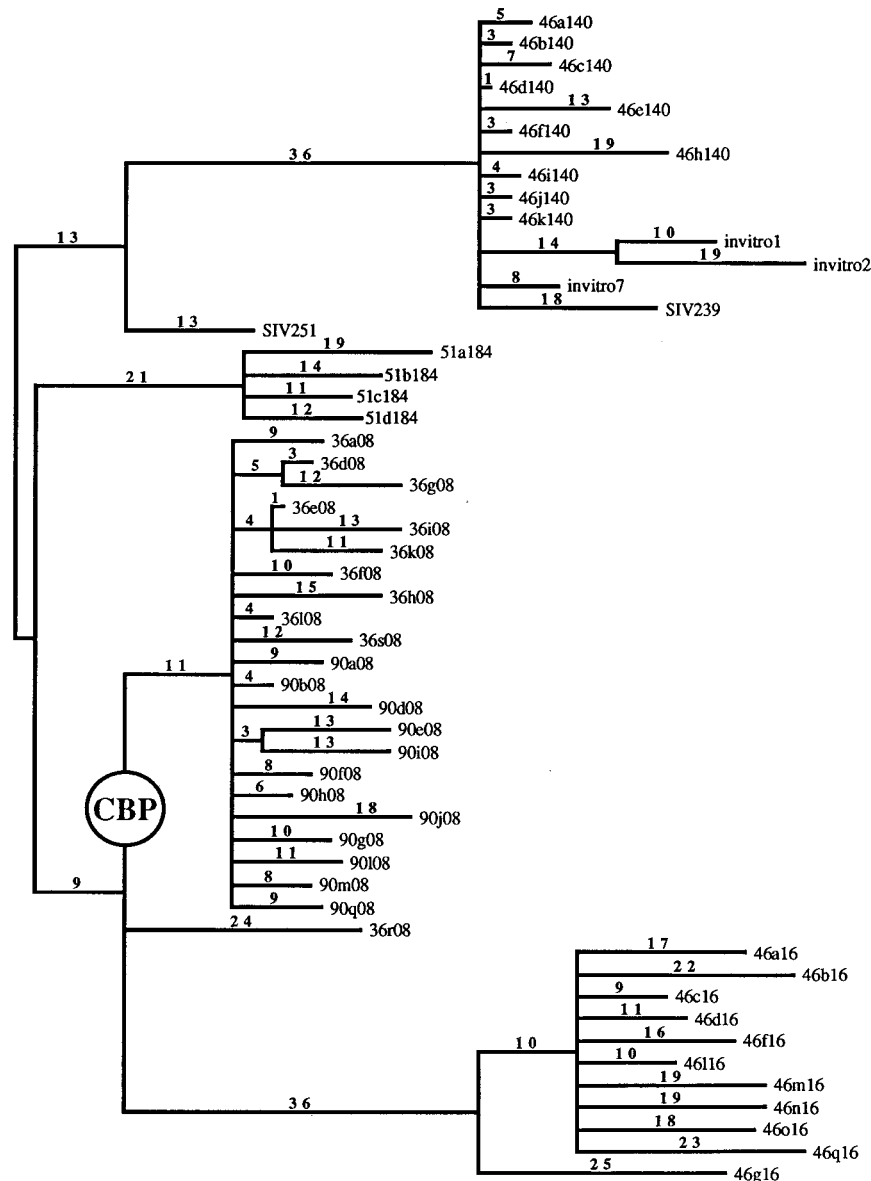 5 46a140
3 46b140
7 46c140
1 46d140
13 46e140
3 46f140
36
19 46h140
4 46i140
3 46j140
3 46k140
13
14
10 invitro1
19 invitro2
8 invitro7
18 SIV239
13 SIV251
19 51a184
21
14 51b184
11 51c184
12 51d184
9 36a08
5
3 36d08
12 36g08
1 36e08
4
13 36i08
11 36k08
10 36f08
15 36h08
4 36l08
12 36s08
11
9 90a08
4 90b08
14 90d08
3
13 90e08
13 90i08
8 90f08
6 90h08
CBP
18 90j08
10 90g08
11 90l08
9
8 90m08
9 90q08
24 36r08
17 46a16
22 46b16
9 46c16
11 46d16
10
16 46f16
10 46l16
19 46m16
36
19 46n16
18 46o16
23 46q16
25 46g16